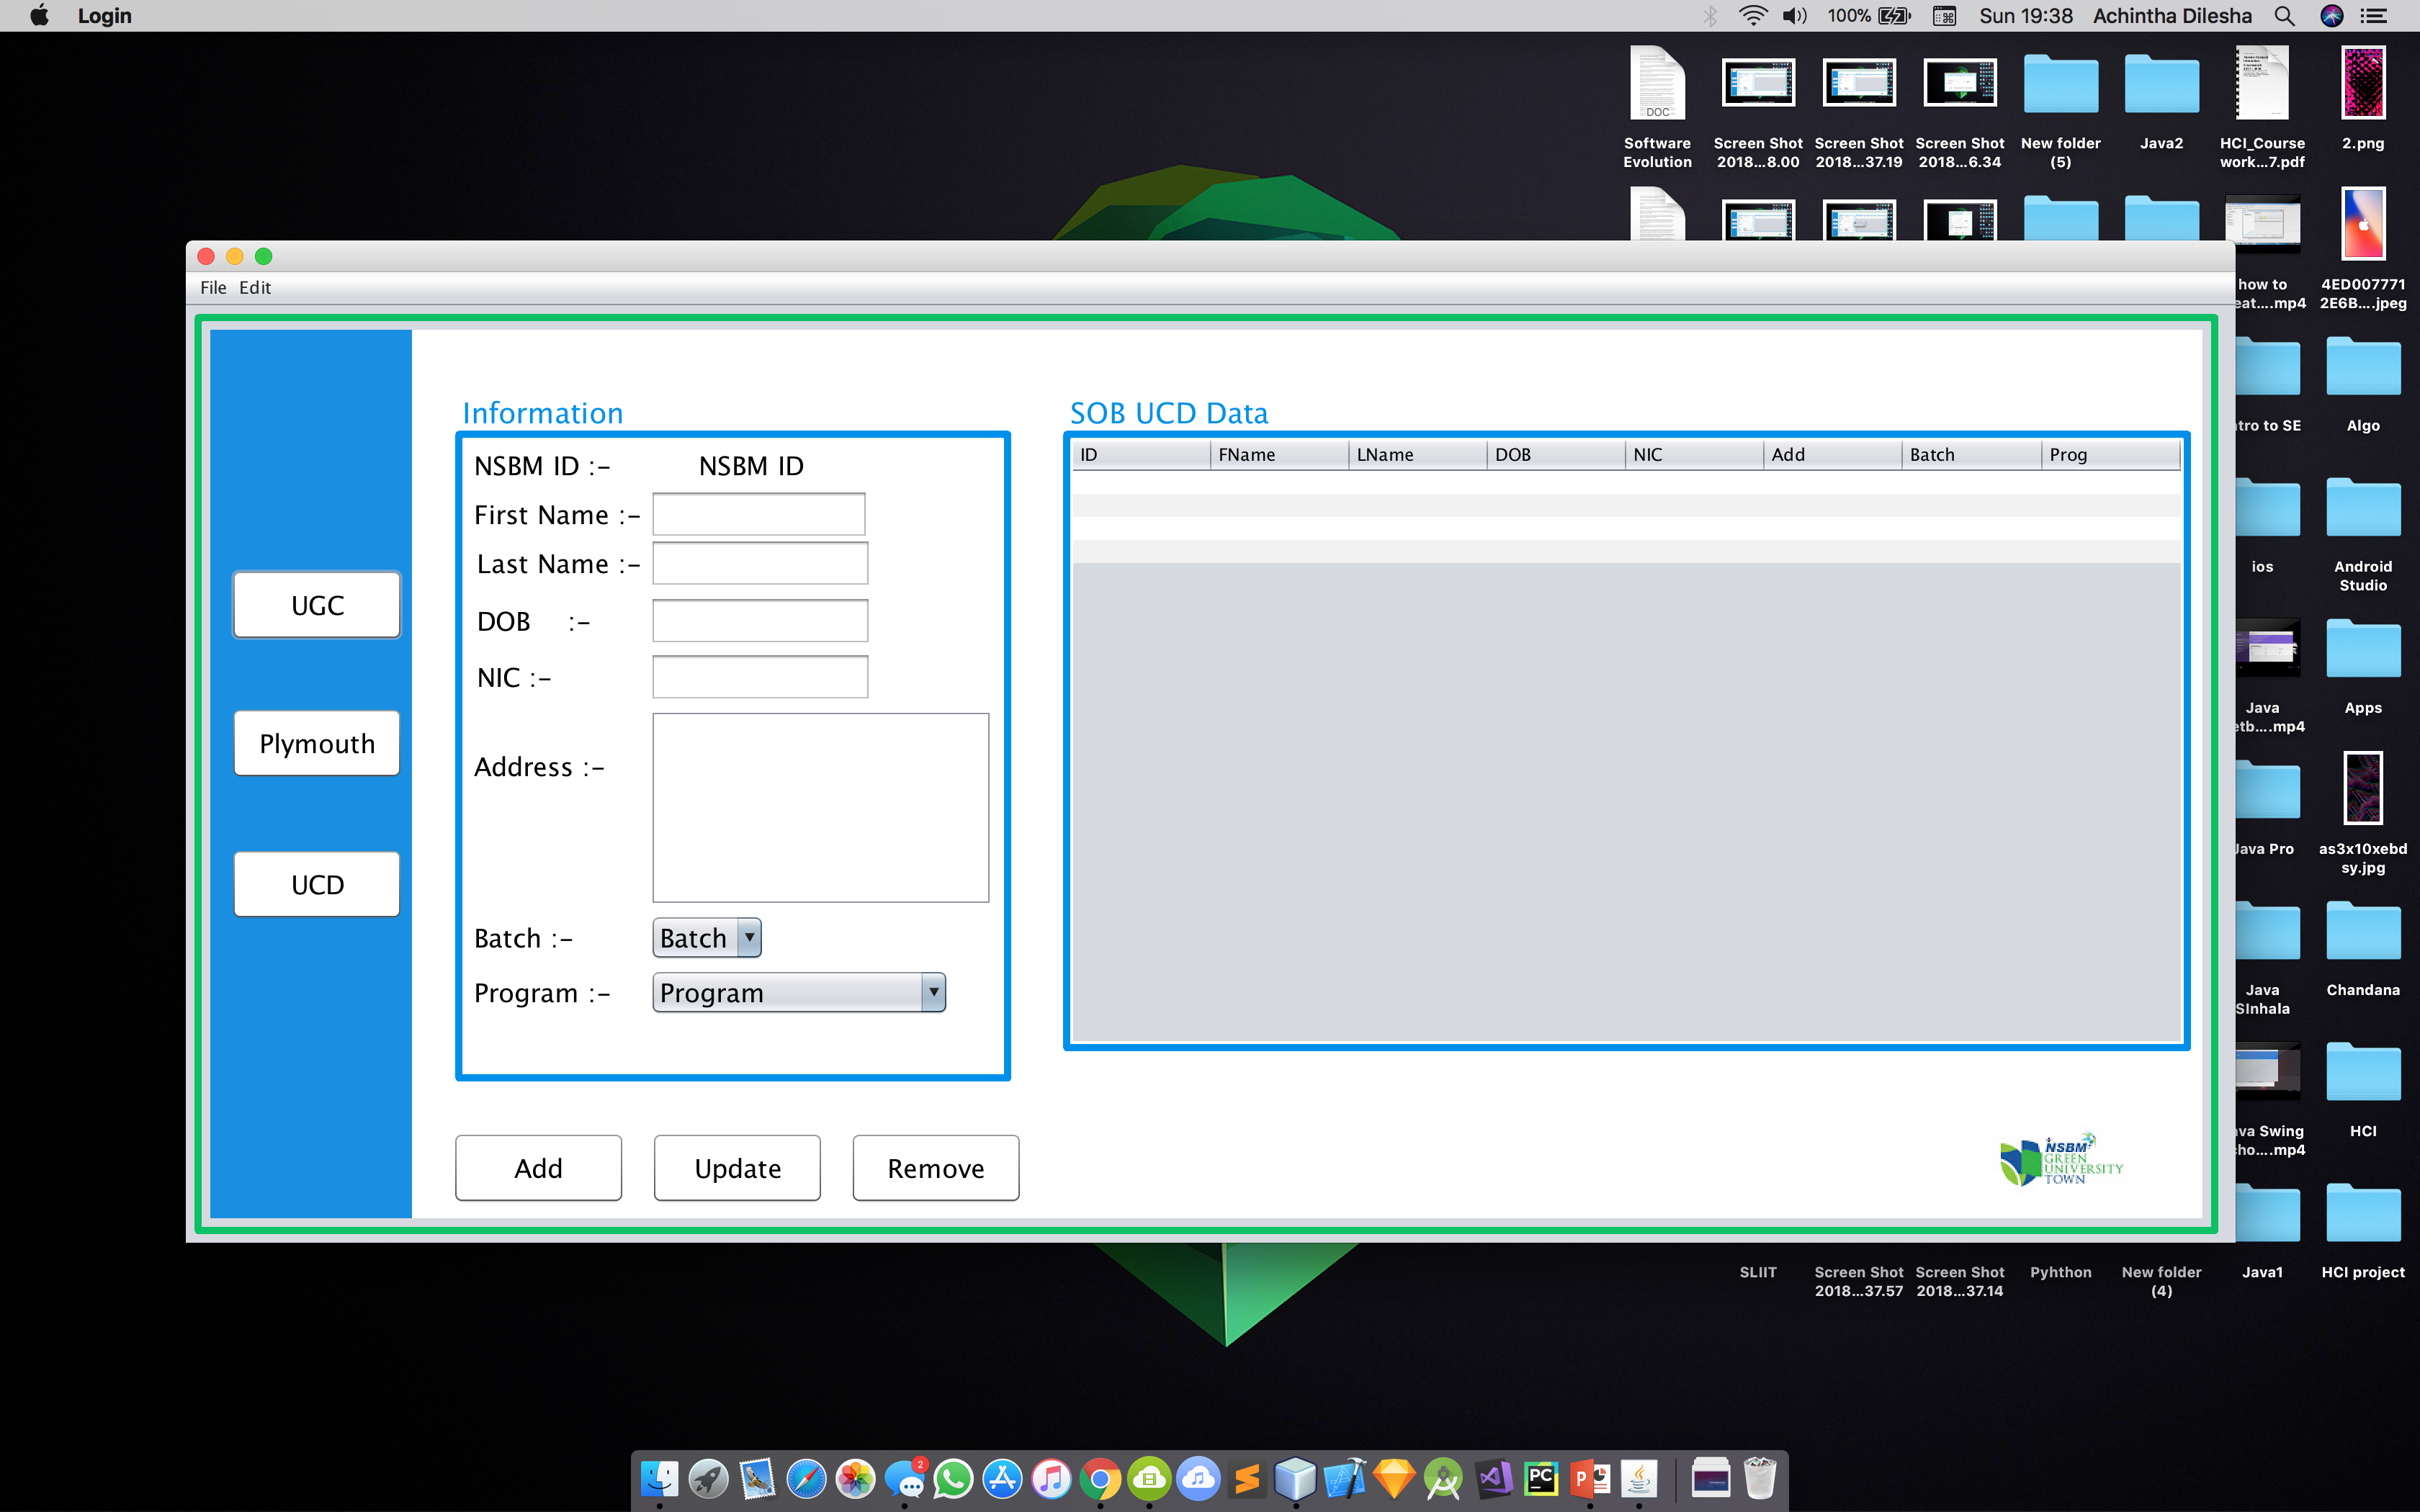 Login
100%
Sun 19:38
Achintha Dilesha
Software Evolution
Screen Shot 2018...8.00
Screen Shot 2018...37.19
Screen Shot 2018...6.34
New folder (5)
Java2
HCI_Course work...7.pdf
2.png
DOC
how to
eat....mp4
4ED007771 2E6B....jpeg
File Edit
Information
SOB UCD Data
NSBM ID :-
NSBM ID
First Name :-
Last Name :-
DOB :-
NIC :-
Address :-
Batch :-
Batch
Program :-
Program
ID
FName
LName
DOB
NIC
Add
Batch
Prog
UGC
Plymouth
UCD
Add
Update
Remove
NSBM
GREEN
UNIVERSITY
TOWN
tro to SE
Algo
ios
Android Studio
Java
etb....mp4
Apps
Java Pro
as3x10xebd sy.jpg
Java SInhala
Chandana
va Swing
ho....mp4
HCI
SLIIT
Screen Shot 2018...37.57
Screen Shot 2018...37.14
Pyhthon
New folder (4)
Java1
HCI project
2
PC
P